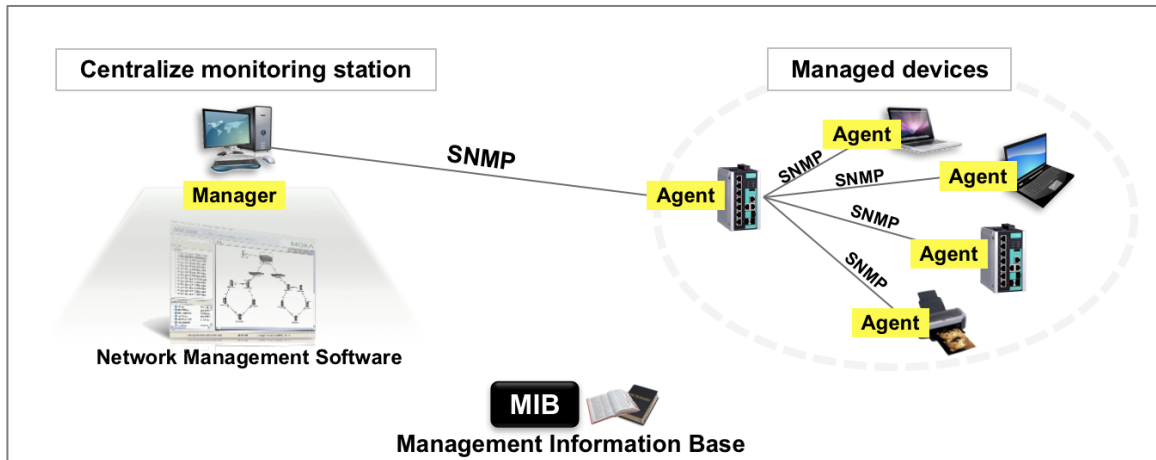 Centralize monitoring station
Managed devices
Agent
SNMP
SNMP
SNMP
Agent
Manager
Agent
SNMP
Agent
SNMP
Agent
MOXA
Network Management Software
MIB
Management Information Base